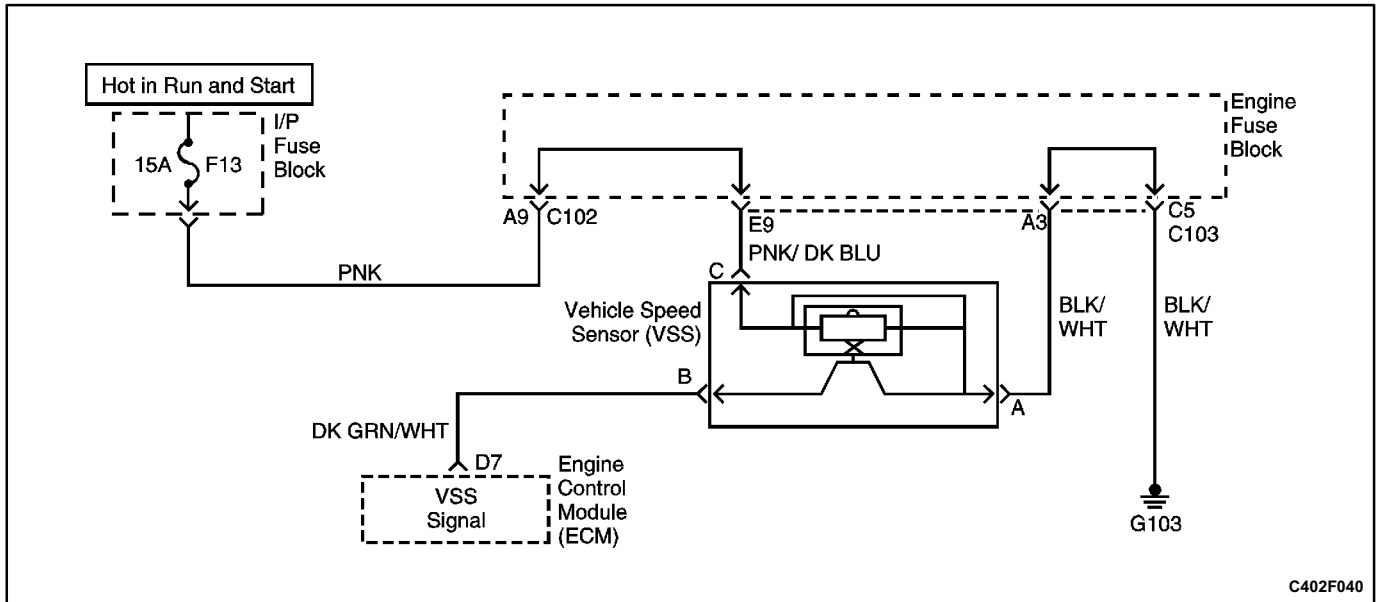 Hot in Run and Start
I/P
Fuse
Block
15A
F13
Engine
Fuse
Block
A9
C102
E9
A3
C5
C103
PNK
PNK/ DK BLU
C
Vehicle Speed
Sensor (VSS)
BLK/
WHT
BLK/
WHT
B
A
DK GRN/WHT
D7
VSS
Signal
Engine
Control
Module
(ECM)
G103
C402F040